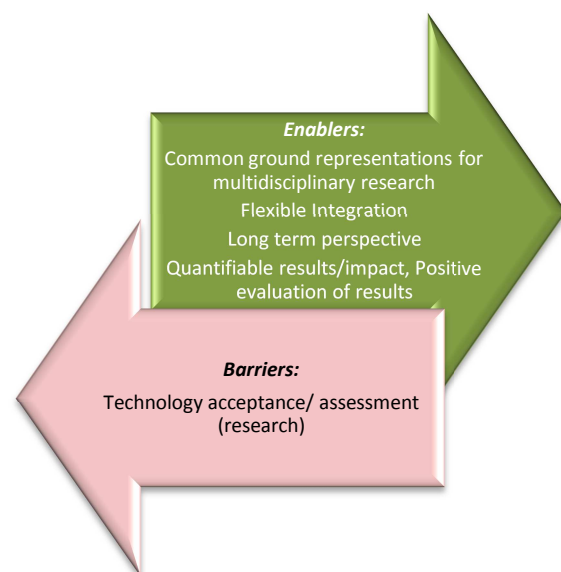 Enablers:
Common ground representations for
multidisciplinary research
Flexible Integration
Long term perspective
Quantifiable results/impact, Positive
evaluation of results
Barriers:
Technology acceptance/ assessment
(research)